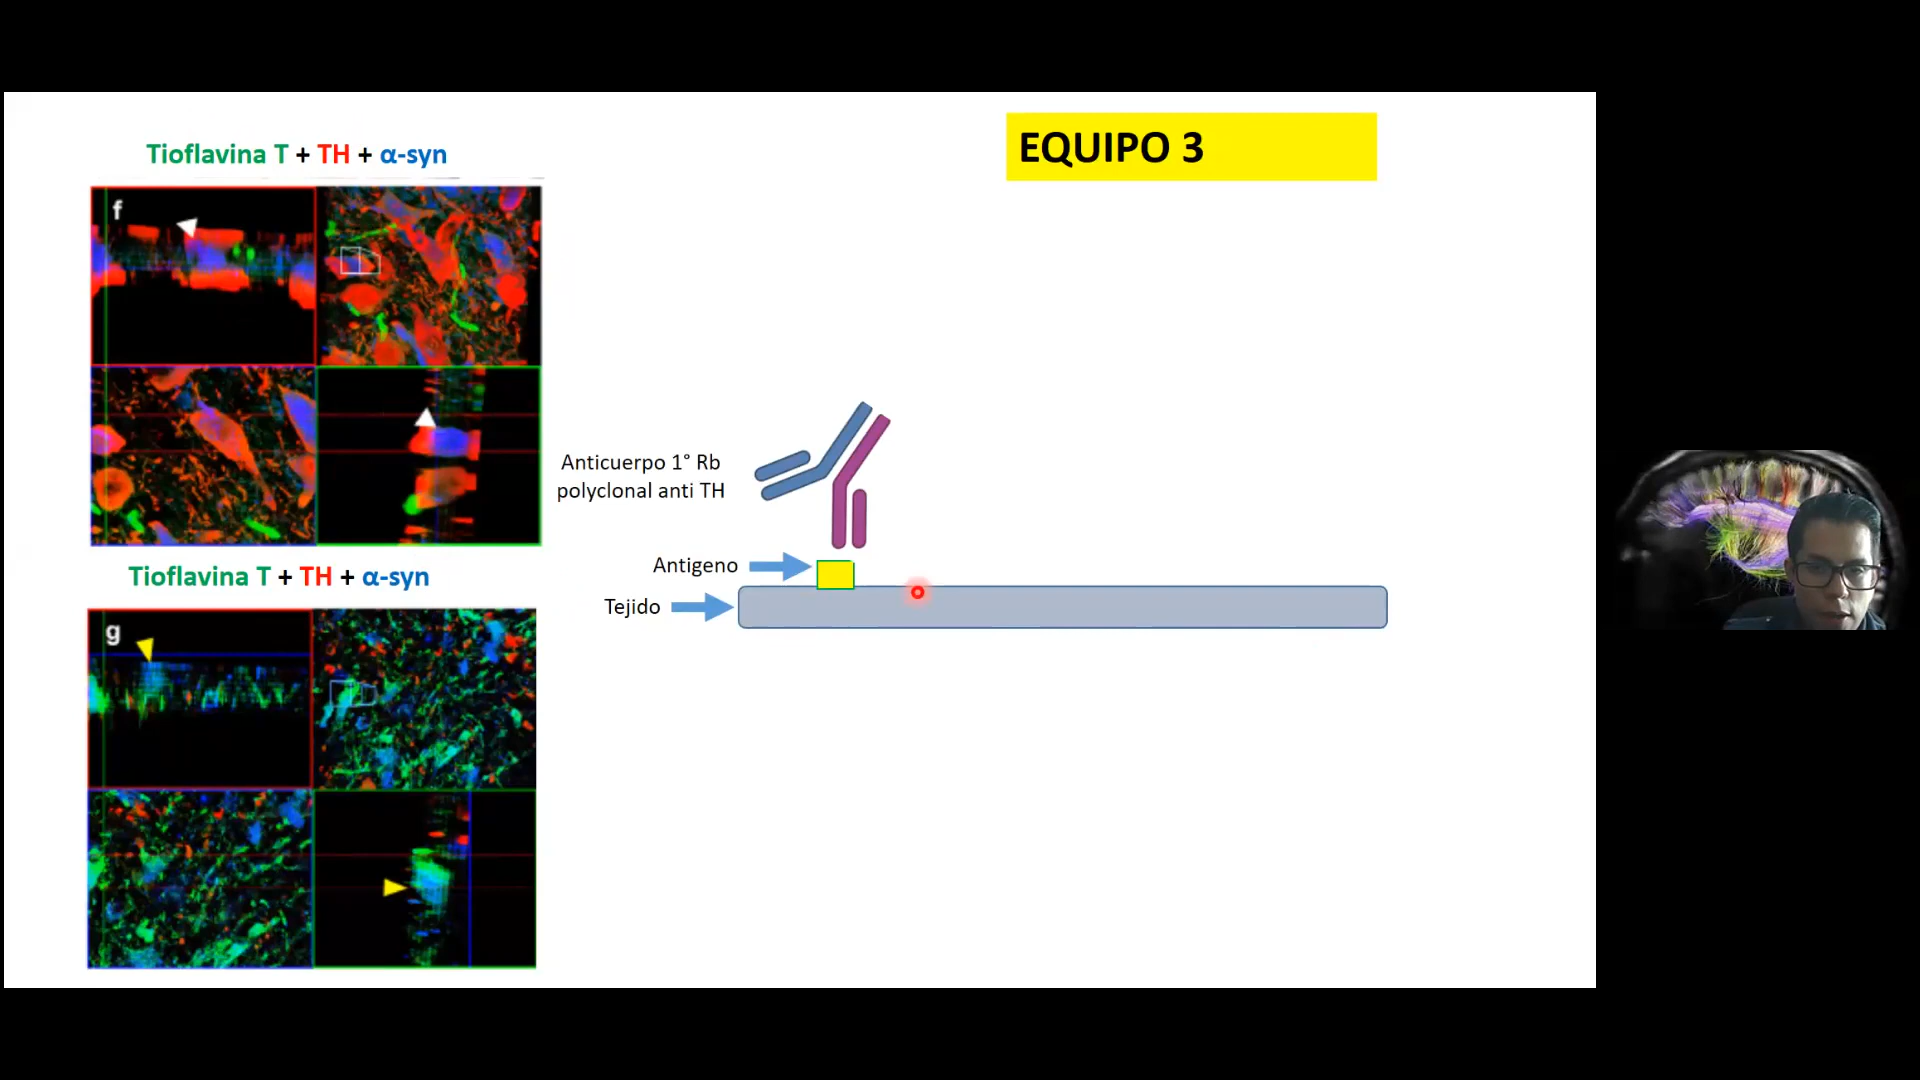 Tioflavina T + TH + α-syn
f
Tioflavina T + TH + α-syn
g
EQUIPO 3
Anticuerpo 1° Rb
polyclonal anti TH
Antigeno
Tejido